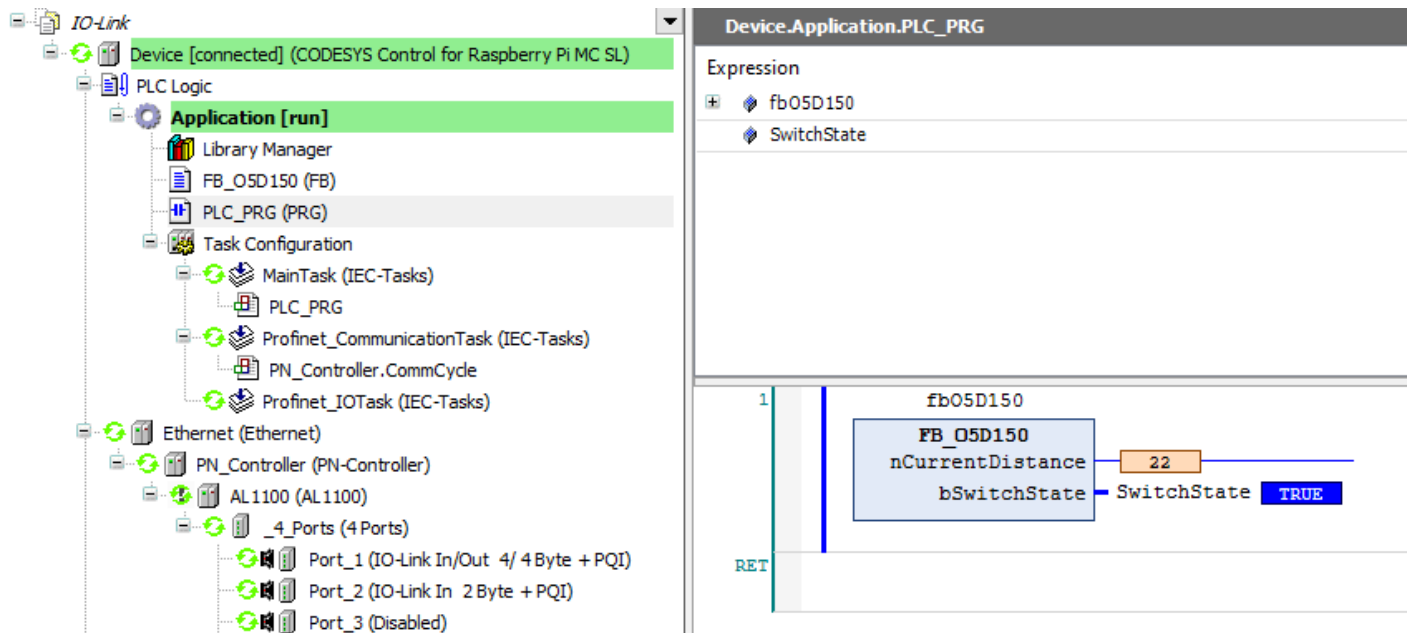 IO-Link
Device [connected] (CODESYS Control for Raspberry Pi MC SL)
PLC Logic
Application [run]
Library Manager
FB_O5D150 (FB)
PLC_PRG (PRG)
Task Configuration
MainTask (IEC-Tasks)
PLC_PRG
Profinet_CommunicationTask (IEC-Tasks)
PN_Controller.CommCycle
Profinet_IOTask (IEC-Tasks)
Ethernet (Ethernet)
PN_Controller (PN-Controller)
AL1100 (AL1100)
_4_Ports (4 Ports)
Port_1 (IO-Link In/Out 4/ 4 Byte + PQI)
Port_2 (IO-Link In 2 Byte + PQI)
Port_3 (Disabled)
Device.Application.PLC_PRG
Expression
fbO5D150
SwitchState
1
fbO5D150
FB_O5D150
nCurrentDistance 22
bSwitchState SwitchState TRUE
RET